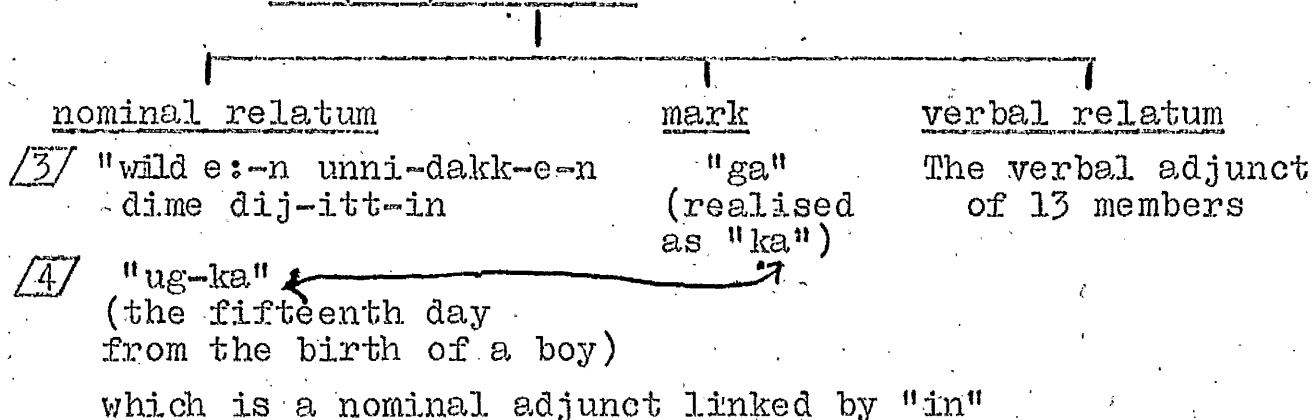 nominal relatum mark verbal relatum
/3/ "wild e:-n unni-dakk-e-n "ga" The verbal adjunct
dime dij-itt-in (realised of 13 members
as "ka")
/4/ "ug-ka"
(the fifteenth day
from the birth of a boy)
which is a nominal adjunct linked by "in"